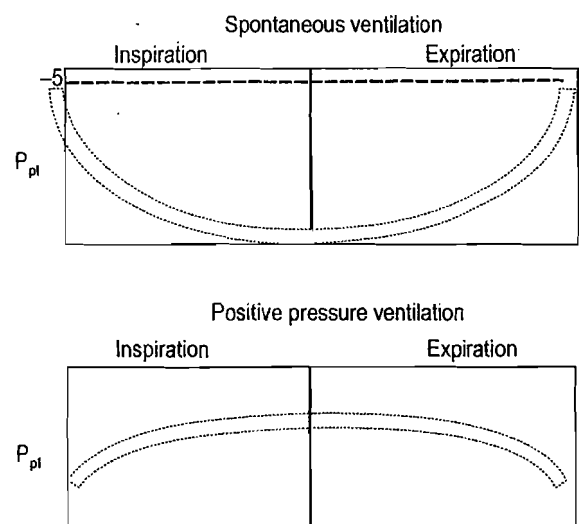 Spontaneous ventilation
Inspiration Expiration
–5
Ppl
Positive pressure ventilation
Inspiration Expiration
Ppl